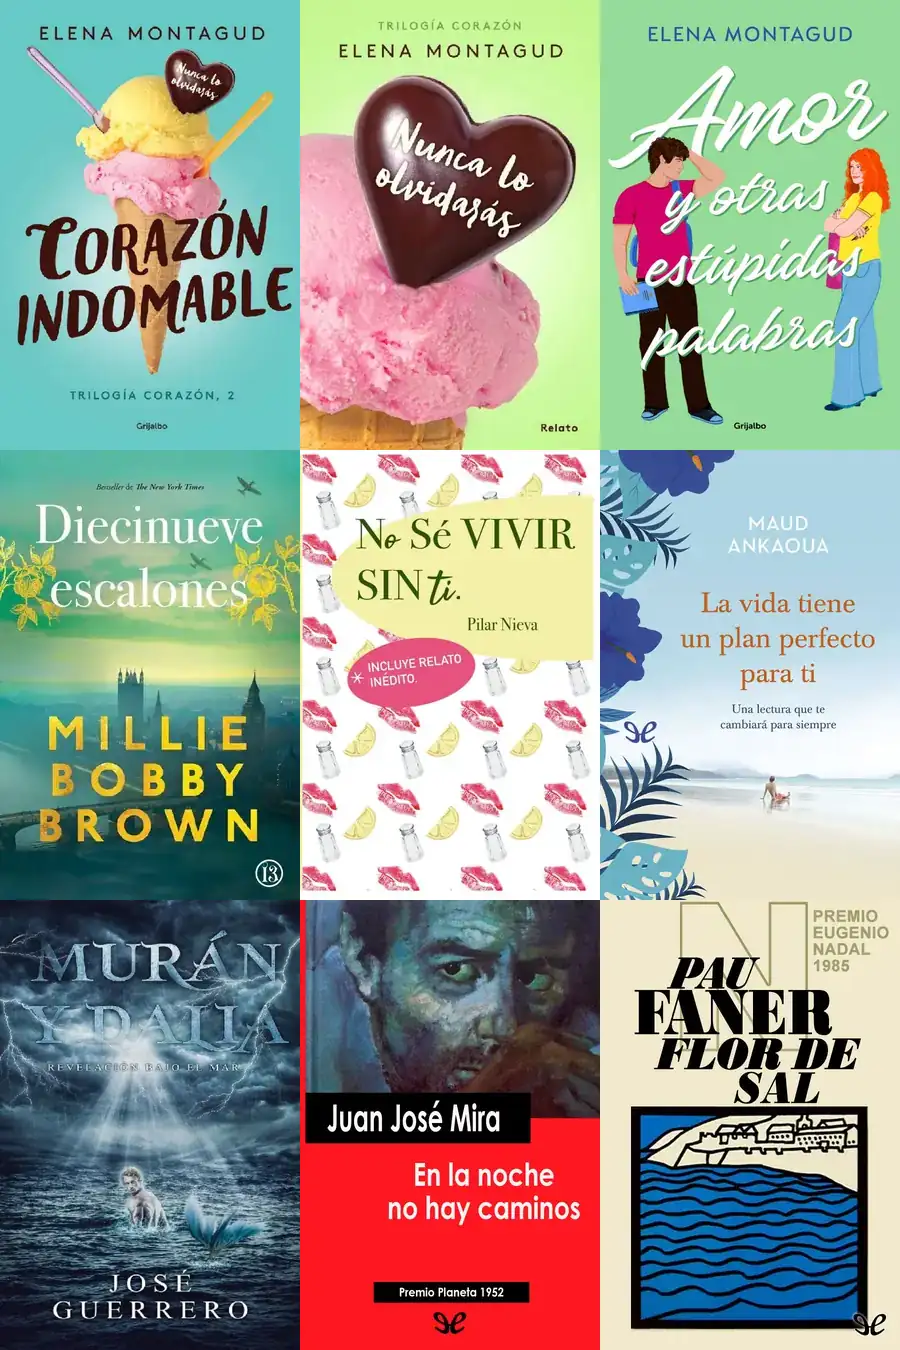 ELENA MONTAGUD
Nunca lo
olvidarás
CORAZÓN
INDOMABLE
TRILOGÍA CORAZÓN, 2
Grijalbo
TRILOGÍA CORAZÓN
ELENA MONTAGUD
Nunca lo
olvidarás
Relato
ELENA MONTAGUD
Amor
y otras
estúpidas
palabras
Grijalbo
Bestseller de The New York Times
Diecinueve
escalones
MILLIE
BOBBY
BROWN
13
No Sé VIVIR
SIN ti.
Pilar Nieva
* INCLUYE RELATO
INÉDITO.
MAUD
ANKAOUA
La vida tiene
un plan perfecto
para ti
Una lectura que te
cambiará para siempre
MURÁN
Y DALIA
REVELACIÓN BAJO EL MAR
JOSÉ
GUERRERO
Juan José Mira
En la noche
no hay caminos
Premio Planeta 1952
N
PREMIO
EUGENIO
NADAL
1985
PAU
FANER
FLOR DE
SAL